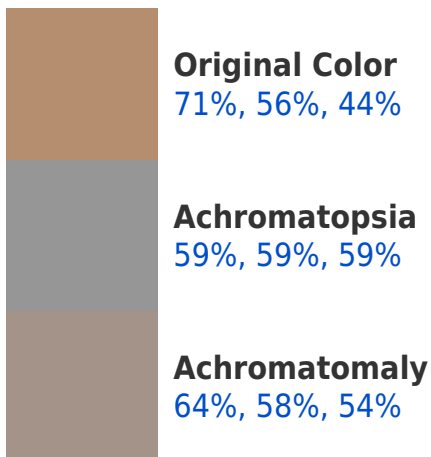 Original Color
71%, 56%, 44%
Achromatopsia
59%, 59%, 59%
Achromatomaly
64%, 58%, 54%